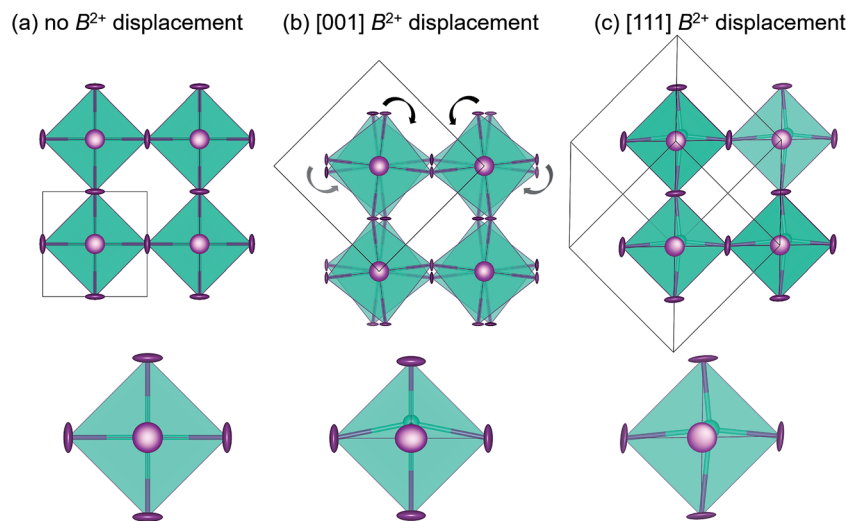 (a) no B²⁺ displacement
(b) [001] B²⁺ displacement
(c) [111] B²⁺ displacement